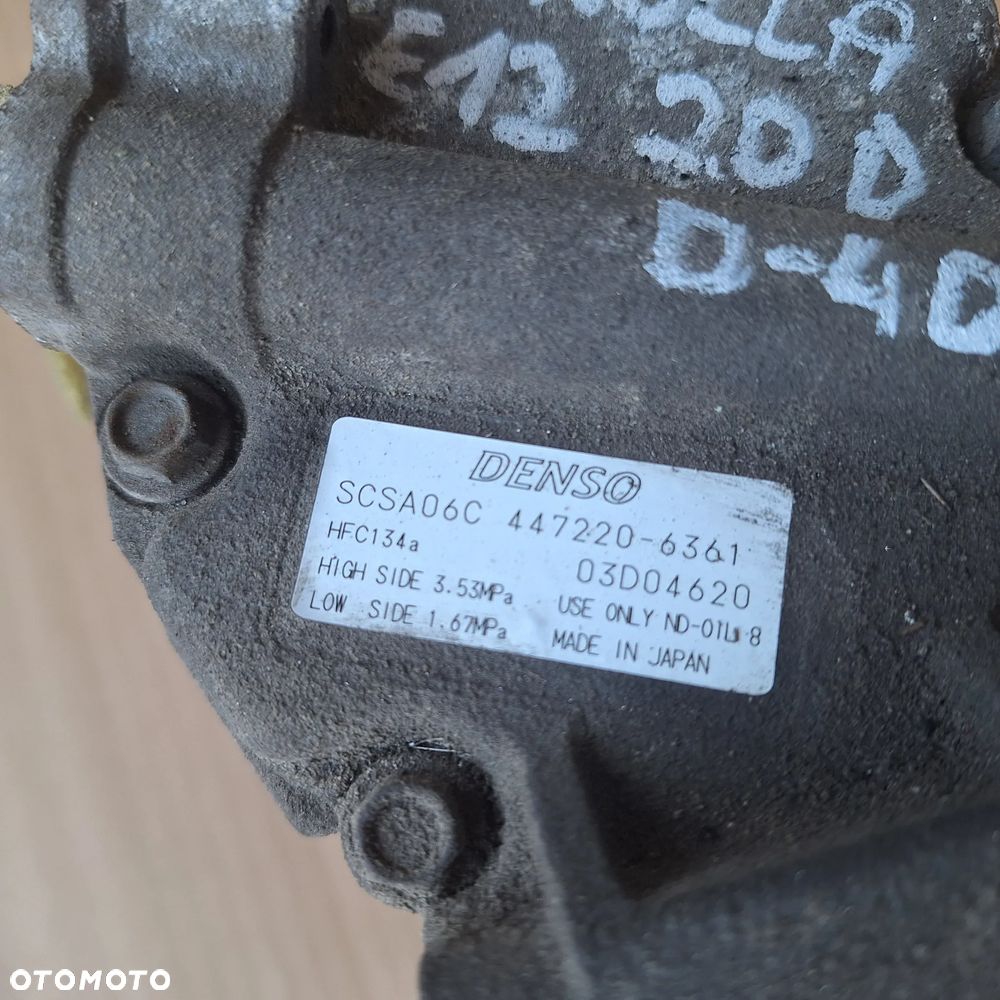 E12 2.0 D
D-40
DENSO
SCSA06C 447220-6361
HFC134a 03D04620
HIGH SIDE 3.53MPa USE ONLY ND-OIL 8
LOW SIDE 1.67MPa MADE IN JAPAN
OTOMOTO